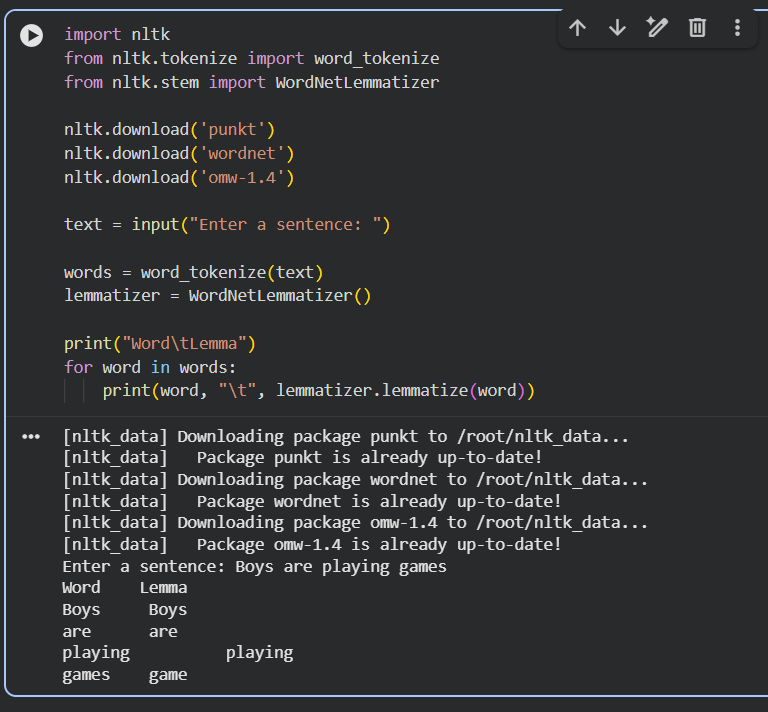 import nltk
from nltk.tokenize import word_tokenize
from nltk.stem import WordNetLemmatizer

nltk.download('punkt')
nltk.download('wordnet')
nltk.download('omw-1.4')

text = input("Enter a sentence: ")

words = word_tokenize(text)
lemmatizer = WordNetLemmatizer()

print("Word\tLemma")
for word in words:
    print(word, "\t", lemmatizer.lemmatize(word))
[nltk_data] Downloading package punkt to /root/nltk_data...
[nltk_data]   Package punkt is already up-to-date!
[nltk_data] Downloading package wordnet to /root/nltk_data...
[nltk_data]   Package wordnet is already up-to-date!
[nltk_data] Downloading package omw-1.4 to /root/nltk_data...
[nltk_data]   Package omw-1.4 is already up-to-date!
Enter a sentence: Boys are playing games
Word    Lemma
Boys     Boys
are      are
playing          playing
games    game